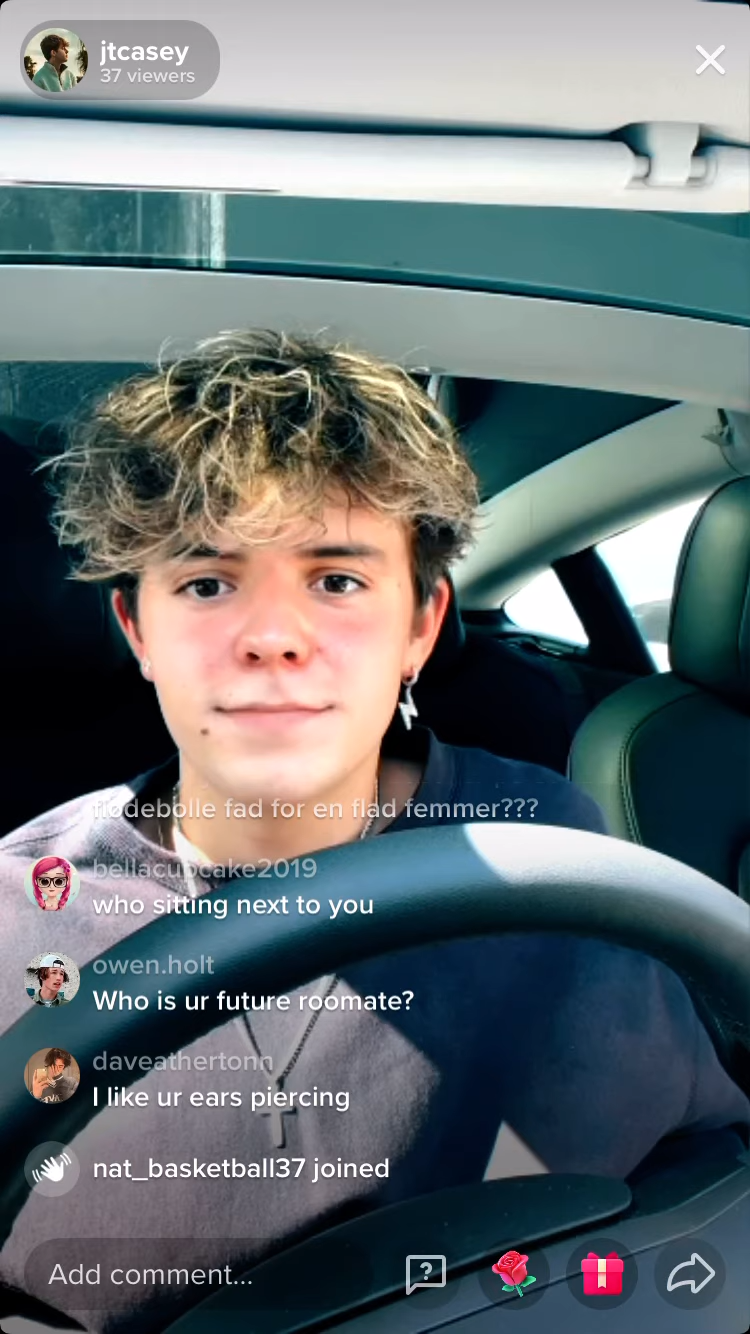 jtcasey
37 viewers
flødebolle fad for en flad femmer???
bellacupcake2019
who sitting next to you
owen.holt
Who is ur future roomate?
daveathertonn
I like ur ears piercing
nat_basketball37 joined
Add comment...